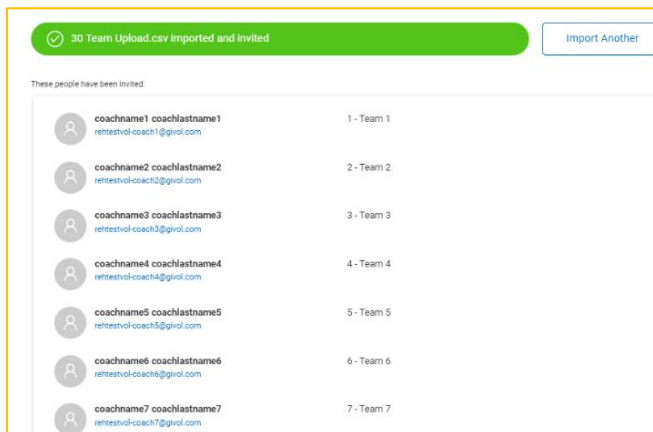 30 Team Upload.csv imported and invited
Import Another
These people have been invited:
coachname1 coachlastname1
1 - Team 1
rehtestvol-coach1@givol.com
coachname2 coachlastname2
2 - Team 2
rehtestvol-coach2@givol.com
coachname3 coachlastname3
3 - Team 3
rehtestvol-coach3@givol.com
coachname4 coachlastname4
4 - Team 4
rehtestvol-coach4@givol.com
coachname5 coachlastname5
5 - Team 5
rehtestvol-coach5@givol.com
coachname6 coachlastname6
6 - Team 6
rehtestvol-coach6@givol.com
coachname7 coachlastname7
7 - Team 7
rehtestvol-coach7@givol.com